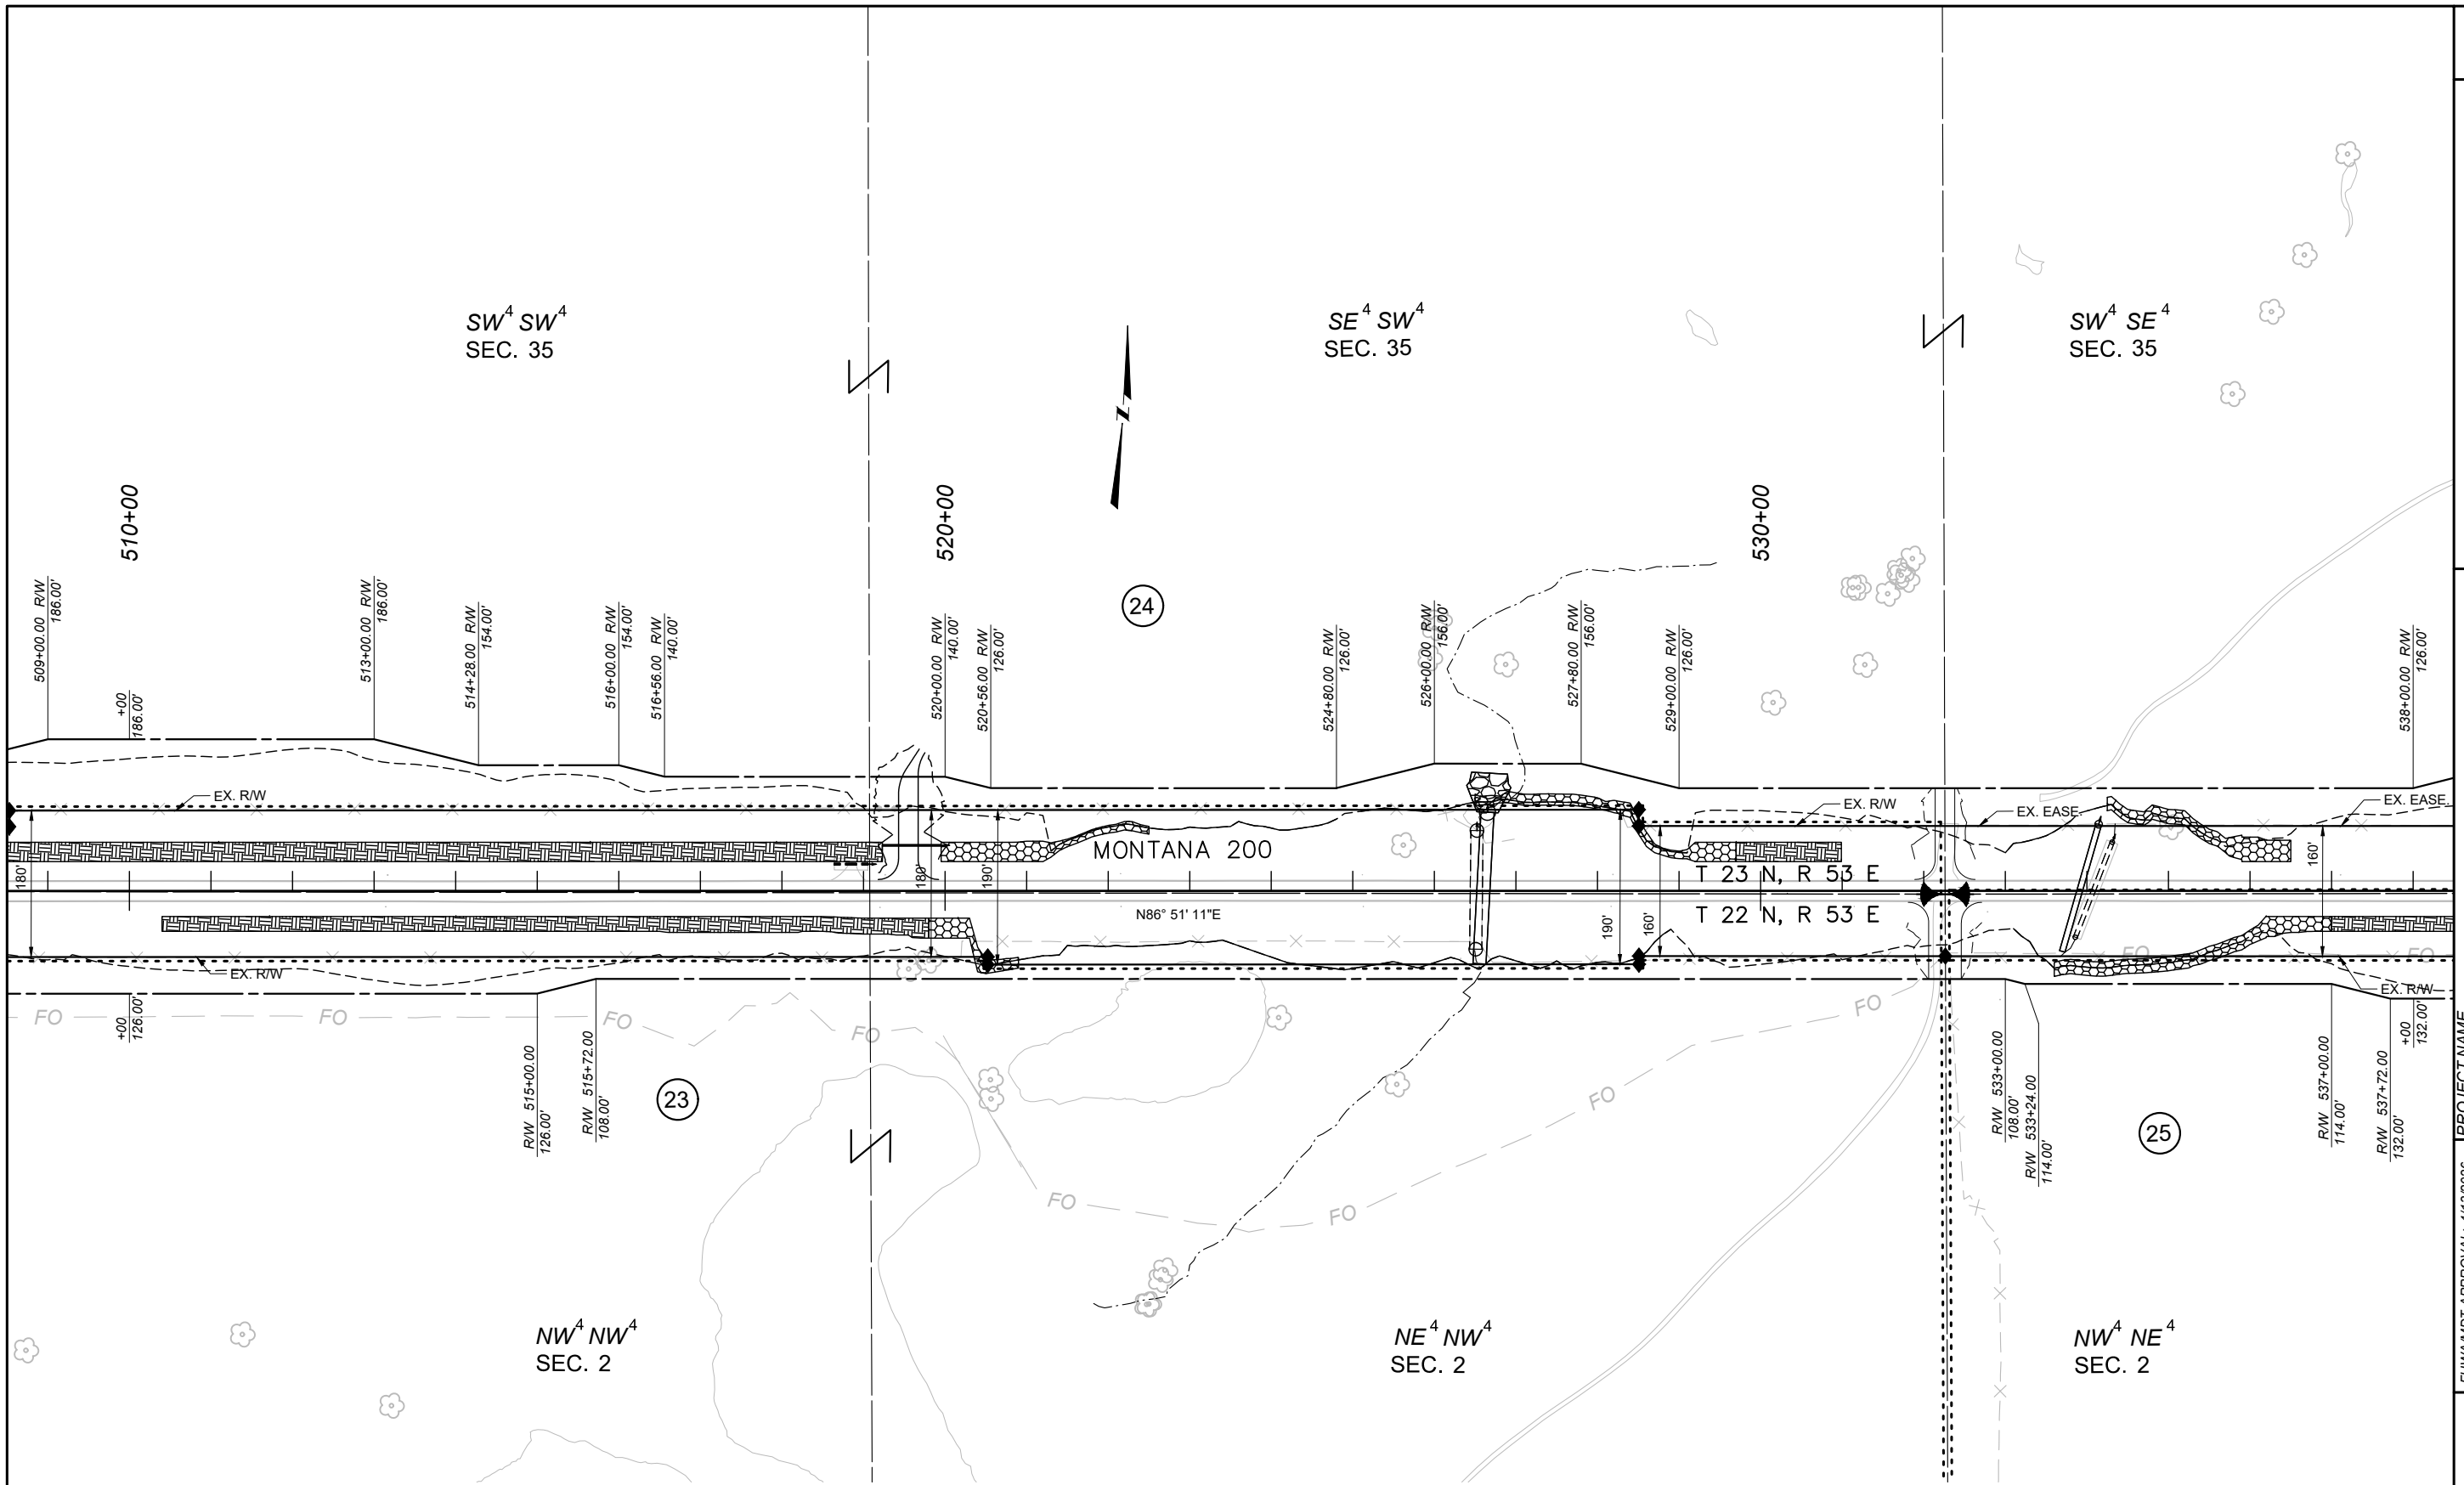 SW⁴ SW⁴
SEC. 35
SE⁴ SW⁴
SEC. 35
SW⁴ SE⁴
SEC. 35
N
510+00
520+00
530+00
24
509+00.00 R/W
186.00'
+00
186.00'
513+00.00 R/W
186.00'
514+28.00 R/W
154.00'
516+00.00 R/W
154.00'
516+56.00 R/W
140.00'
520+00.00 R/W
140.00'
520+56.00 R/W
126.00'
524+80.00 R/W
126.00'
526+00.00 R/W
156.00'
527+80.00 R/W
156.00'
529+00.00 R/W
126.00'
538+00.00 R/W
126.00'
EX. R/W
EX. R/W
EX. EASE.
EX. EASE.
MONTANA 200
180'
180'
190'
190'
160'
160'
T 23 N, R 53 E
T 22 N, R 53 E
N86° 51' 11"E
EX. R/W
EX. R/W
FO
FO
FO
FO
FO
FO
FO
FO
FO
FO
+00
126.00'
R/W 515+00.00
126.00'
R/W 515+72.00
108.00'
R/W 533+00.00
108.00'
R/W 533+24.00
114.00'
R/W 537+00.00
114.00'
R/W 537+72.00
132.00'
+00
132.00'
23
25
NW⁴ NW⁴
SEC. 2
NE⁴ NW⁴
SEC. 2
NW⁴ NE⁴
SEC. 2
PROJECT NAME